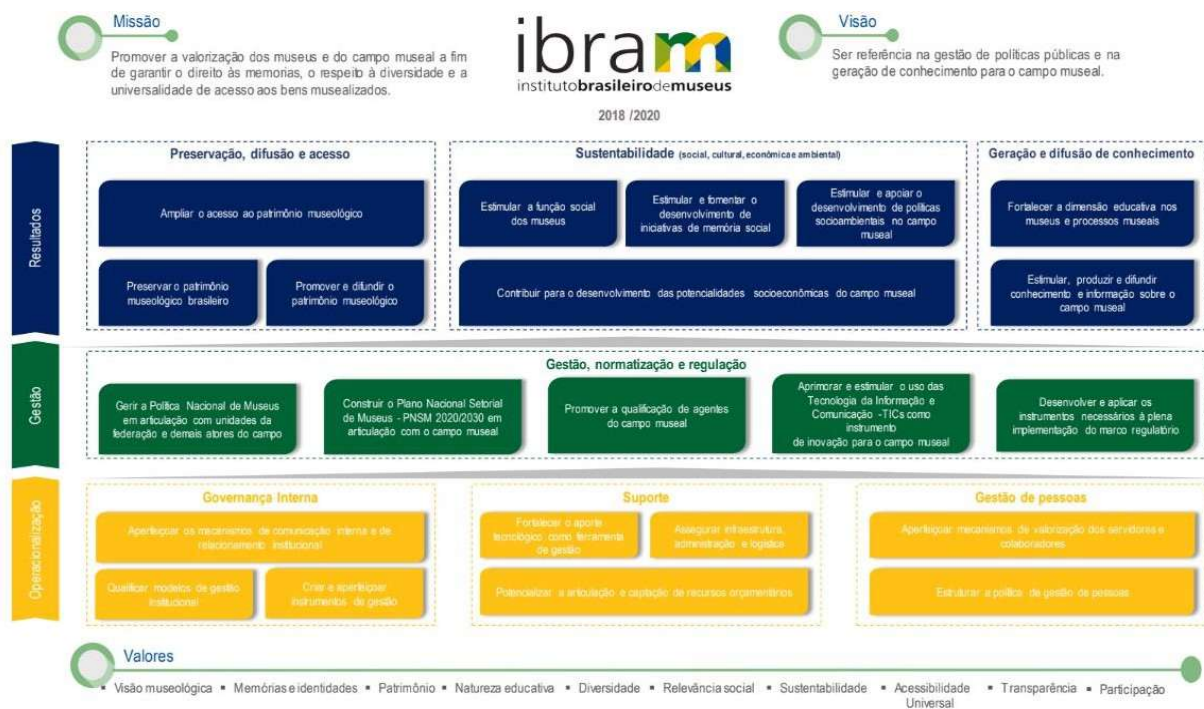 Missão
Promover a valorização dos museus e do campo museal a fim
de garantir o direito às memorias, o respeito à diversidade e a
universalidade de acesso aos bens musealizados.
ibram
institutobrasileirodemuseus
2018 /2020
Visão
Ser referência na gestão de políticas públicas e na
geração de conhecimento para o campo museal.
Resultados
Preservação, difusão e acesso
Ampliar o acesso ao patrimônio museológico
Preservar o patrimônio
museológico brasileiro
Promover e difundir o
patrimônio museológico
Sustentabilidade (social, cultural, econômica e ambiental)
Estimular a função social
dos museus
Estimular e fomentar o
desenvolvimento de
iniciativas de memória social
Estimular e apoiar o
desenvolvimento de políticas
socioambientais no campo
museal
Contribuir para o desenvolvimento das potencialidades socioeconômicas do campo museal
Geração e difusão de conhecimento
Fortalecer a dimensão educativa nos
museus e processos museais
Estimular, produzir e difundir
conhecimento e informação sobre o
campo museal
Gestão
Gestão, normatização e regulação
Gerir a Política Nacional de Museus
em articulação com unidades da
federação e demais atores do campo
Construir o Plano Nacional Setorial
de Museus - PNSM 2020/2030 em
articulação com o campo museal
Promover a qualificação de agentes
do campo museal
Aprimorar e estimular o uso das
Tecnologia da Informação e
Comunicação -TICs como
instrumento
de inovação para o campo museal
Desenvolver e aplicar os
instrumentos necessários à plena
implementação do marco regulatório
Operacionalização
Governança Interna
Aperfeiçoar os mecanismos de comunicação interna e de
relacionamento institucional
Qualificar modelos de gestão
institucional
Criar e aperfeiçoar
instrumentos de gestão
Suporte
Fortalecer o aporte
tecnológico como ferramenta
de gestão
Assegurar infraestrutura,
administração e logística
Potencializar a articulação e captação de recursos orçamentários
Gestão de pessoas
Aperfeiçoar mecanismos de valorização dos servidores e
colaboradores
Estruturar a política de gestão de pessoas
Valores
▪ Visão museológica ▪ Memórias e identidades ▪ Patrimônio ▪ Natureza educativa ▪ Diversidade ▪ Relevância social ▪ Sustentabilidade ▪ Acessibilidade Universal ▪ Transparência ▪ Participação